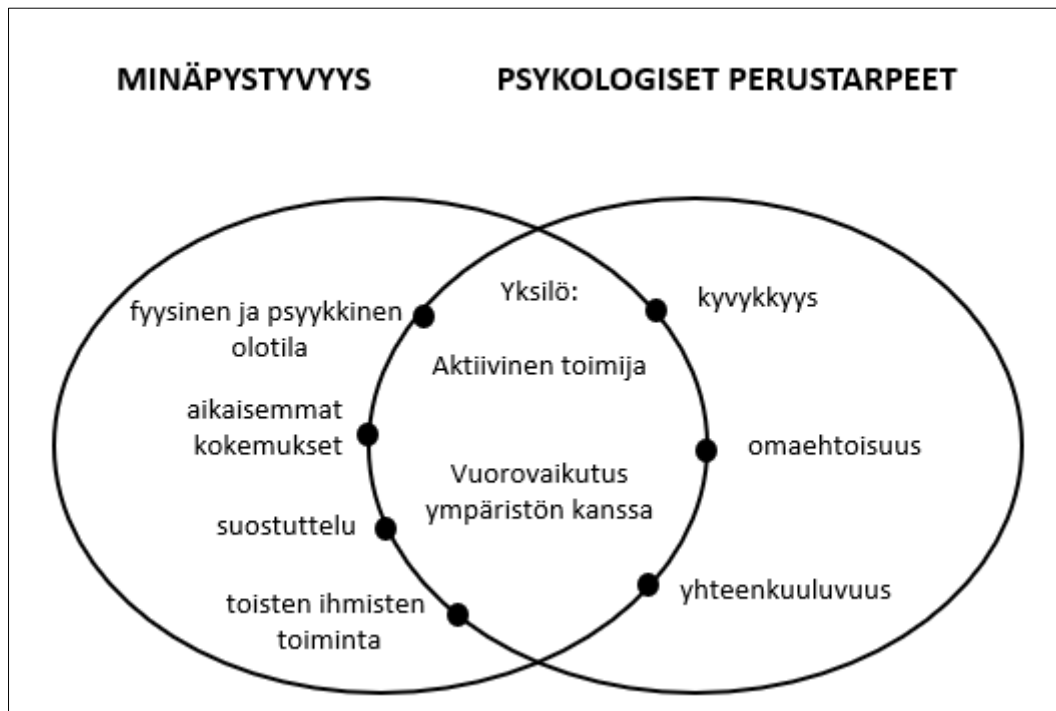 MINÄPYSTYVYYS
PSYKOLOGISET PERUSTARPEET
fyysinen ja psyykkinen
olotila
aikaisemmat
kokemukset
suostuttelu
toisten ihmisten
toiminta
Yksilö:
Aktiivinen toimija
Vuorovaikutus
ympäristön kanssa
kyvykkyys
omaehtoisuus
yhteenkuuluvuus